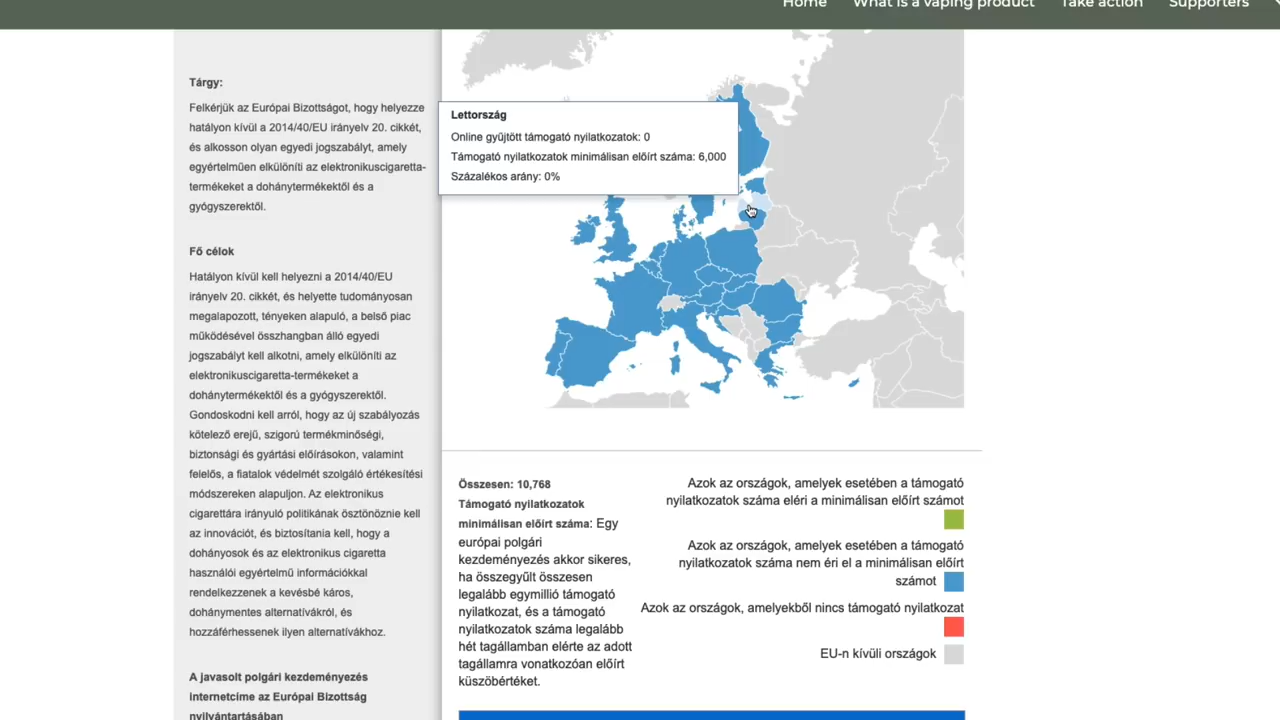 Home What is a vaping product Take action Supporters
Tárgy:
Felkérjük az Európai Bizottságot, hogy helyezze
hatályon kívül a 2014/40/EU irányelv 20. cikkét,
és alkosson olyan egyedi jogszabályt, amely
egyértelműen elkülöníti az elektronikuscigaretta-
termékeket a dohánytermékektől és a
gyógyszerektől.
Fő célok
Hatályon kívül kell helyezni a 2014/40/EU
irányelv 20. cikkét, és helyette tudományosan
megalapozott, tényeken alapuló, a belső piac
működésével összhangban álló egyedi
jogszabályt kell alkotni, amely elkülöníti az
elektronikuscigaretta-termékeket a
dohánytermékektől és a gyógyszerektől.
Gondoskodni kell arról, hogy az új szabályozás
kötelező erejű, szigorú termékminőségi,
biztonsági és gyártási előírásokon, valamint
felelős, a fiatalok védelmét szolgáló értékesítési
módszereken alapuljon. Az elektronikus
cigarettára irányuló politikának ösztönöznie kell
az innovációt, és biztosítania kell, hogy a
dohányosok és az elektronikus cigaretta
használói egyértelmű információkkal
rendelkezzenek a kevésbé káros,
dohánymentes alternatívákról, és
hozzáférhessenek ilyen alternatívákhoz.
A javasolt polgári kezdeményezés
internetcíme az Európai Bizottság
nyilvántartásában
Lettország
Online gyűjtött támogató nyilatkozatok: 0
Támogató nyilatkozatok minimálisan előírt száma: 6,000
Százalékos arány: 0%
Összesen: 10,768
Támogató nyilatkozatok
minimálisan előírt száma: Egy
európai polgári
kezdeményezés akkor sikeres,
ha összegyűlt összesen
legalább egymillió támogató
nyilatkozat, és a támogató
nyilatkozatok száma legalább
hét tagállamban elérte az adott
tagállamra vonatkozóan előírt
küszöbértéket.
Azok az országok, amelyek esetében a támogató
nyilatkozatok száma eléri a minimálisan előírt számot
Azok az országok, amelyek esetében a támogató
nyilatkozatok száma nem éri el a minimálisan előírt
számot
Azok az országok, amelyekből nincs támogató nyilatkozat
EU-n kívüli országok